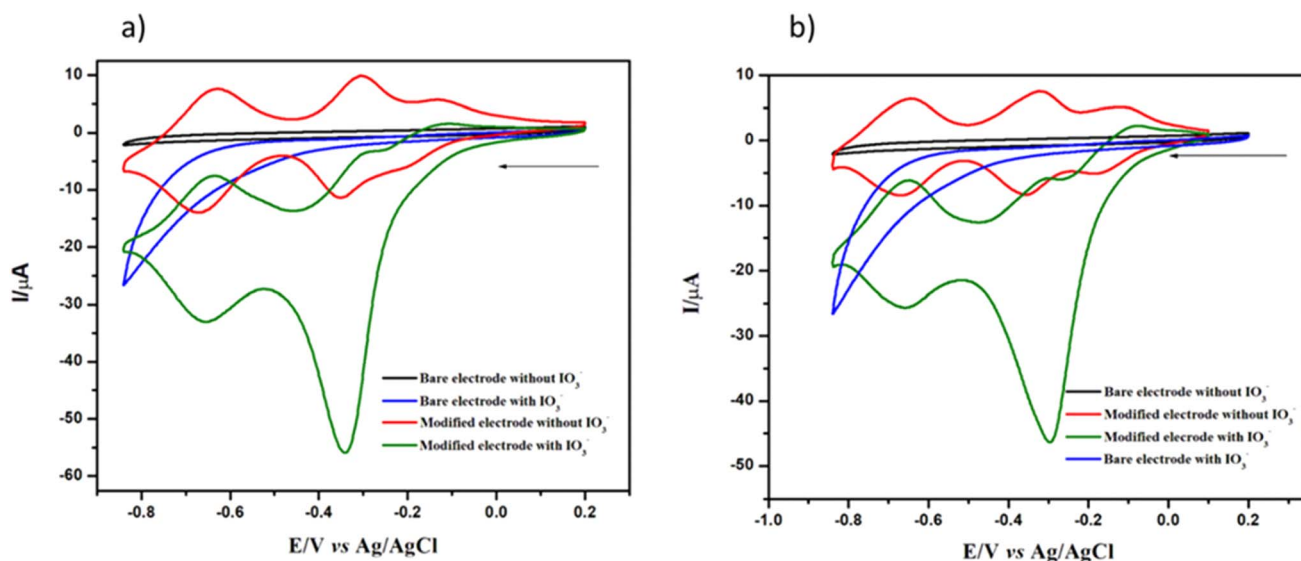 a)
I/μA
10
0
-10
-20
-30
-40
-50
-60
Bare electrode without IO₃⁻
Bare electrode with IO₃⁻
Modified electrode without IO₃⁻
Modified electrode with IO₃⁻
-0.8 -0.6 -0.4 -0.2 0.0 0.2
E/V vs Ag/AgCl
b)
I/μA
10
0
-10
-20
-30
-40
-50
Bare electrode without IO₃⁻
Modified electrode without IO₃⁻
Modified elecrode with IO₃⁻
Bare electrode with IO₃⁻
-1.0 -0.8 -0.6 -0.4 -0.2 0.0 0.2
E/V vs Ag/AgCl